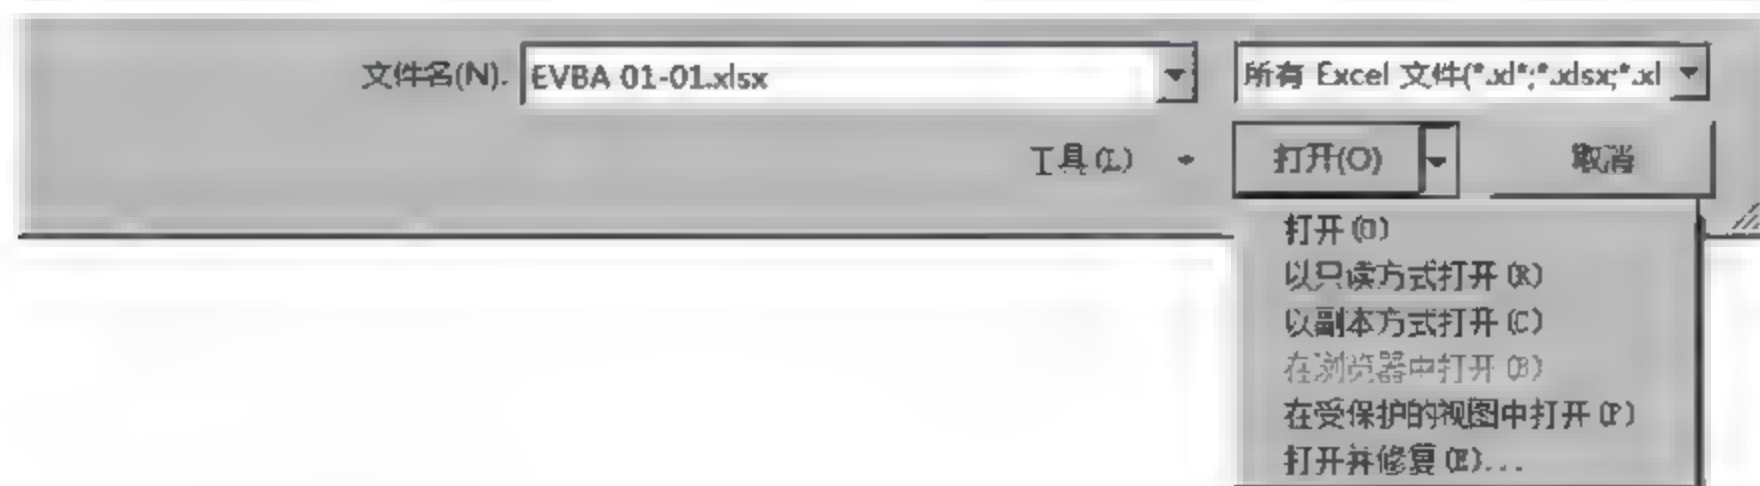 文件名(N). EVBA 01-01.xlsx 所有 Excel 文件(*.xl*;*.xlsx;*.xl
工具(L) 打开(O) 取消
打开(O)
以只读方式打开(R)
以副本方式打开(C)
在浏览器中打开(B)
在受保护的视图中打开(P)
打开并修复(E)...